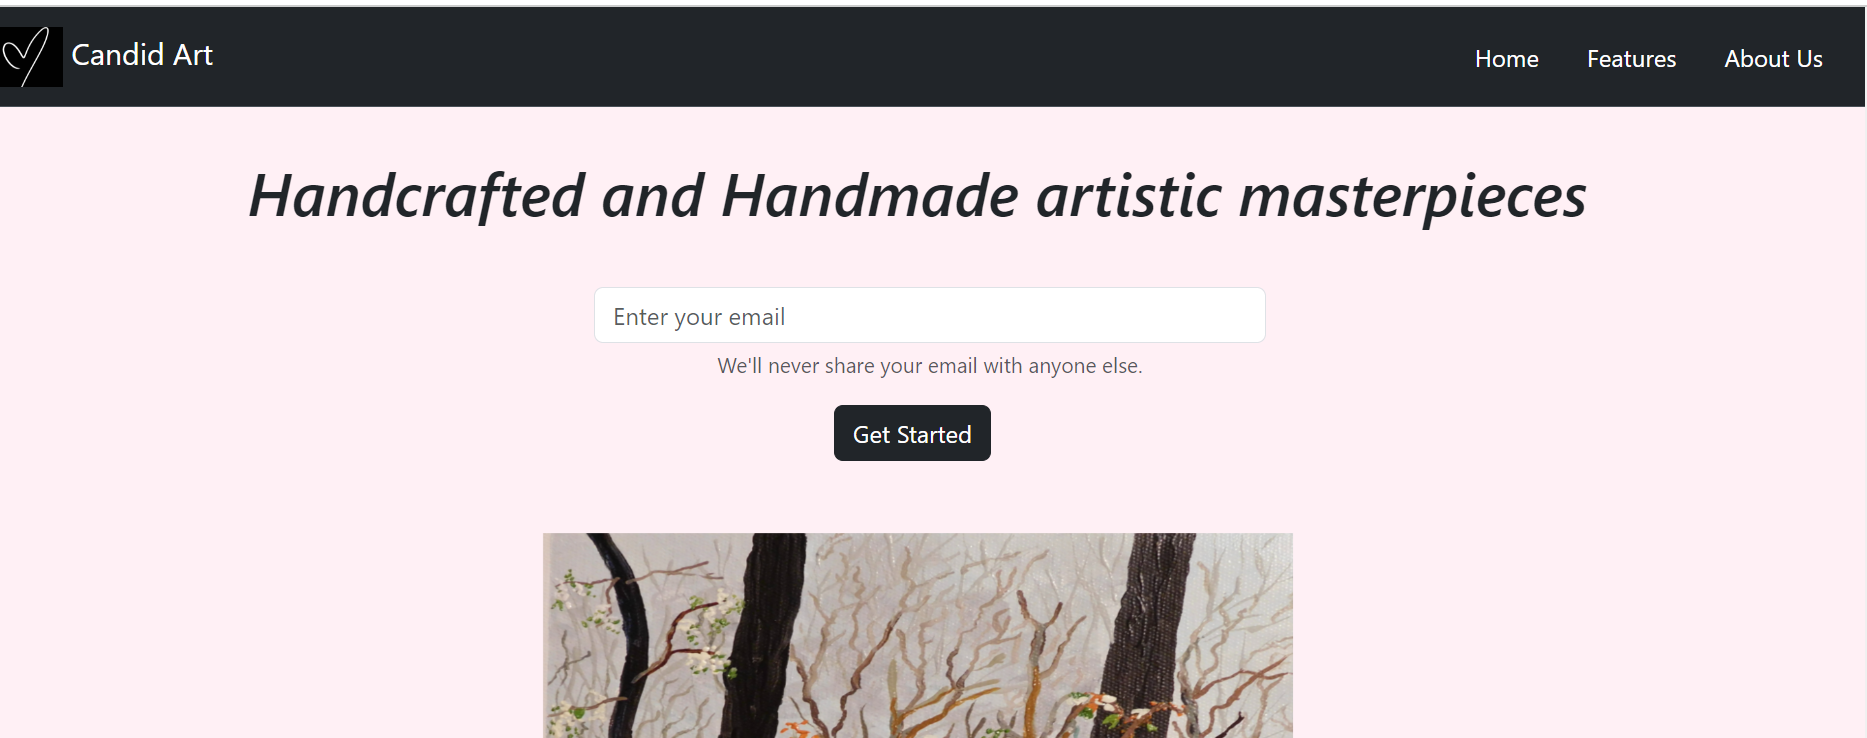 Candid Art
Home Features About Us
Handcrafted and Handmade artistic masterpieces
Enter your email
We'll never share your email with anyone else.
Get Started